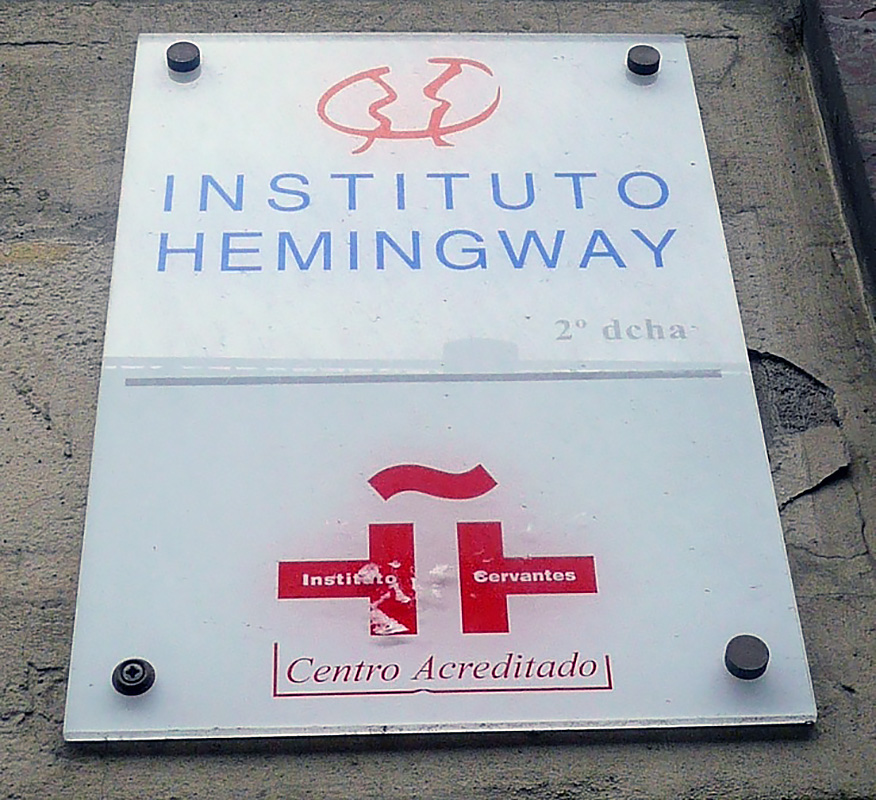 INSTITUTO
HEMINGWAY
2º dcha
Instituto Cervantes
Centro Acreditado